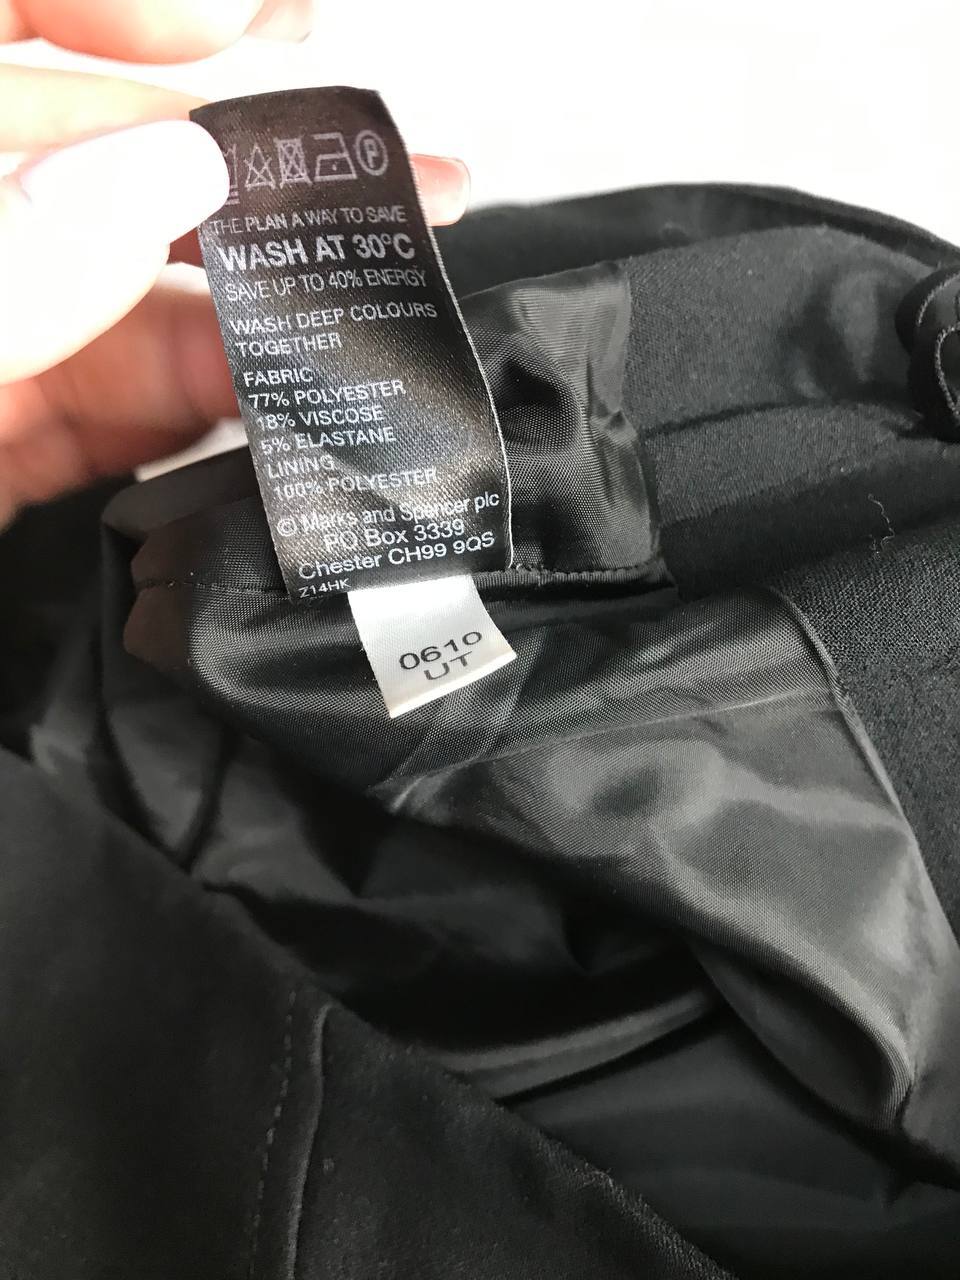 P
THE PLAN A WAY TO SAVE
WASH AT 30°C
SAVE UP TO 40% ENERGY
WASH DEEP COLOURS
TOGETHER
FABRIC
77% POLYESTER
18% VISCOSE
5% ELASTANE
LINING
100% POLYESTER
© Marks and Spencer plc
PO Box 3339
Chester CH99 9QS
Z14HK
0610
UT